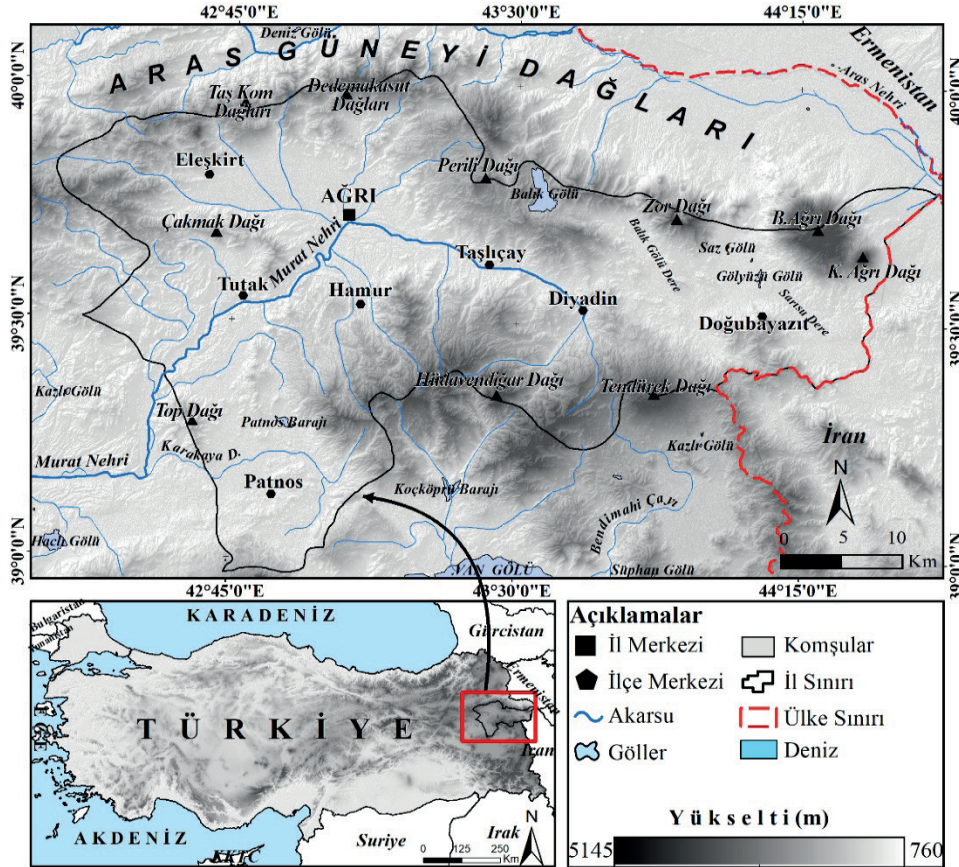 42°45'0"E 43°30'0"E 44°15'0"E
40°0'0"N
40°0'0"N
39°30'0"N
39°30'0"N
39°0'0"N
39°0'0"N
Deniz Gölü
ARAS GÜNEYİ DAĞLARI
Ermenistan
Aras Nehri
Taş Kom
Dağları
Dedemakasut
Dağları
Eleşkirt
Perili Dağı
Balık Gölü
AĞRI
Zor Dağı
B.Ağrı Dağı
Çakmak Dağı
Murat Nehri
Balik Gölü Dere
Saz Gölü
Taşlıçay
Gölyüzü Gölü
K. Ağrı Dağı
Tutak
Hamur
Diyadin
Sarısu Dere
Doğubayazıt
Kazlı Gölü
Hüdavendiğar Dağı
Tendürek Dağı
Top Dağı
Patnos Barajı
Kazlı Gölü
İran
Karakaya D.
Murat Nehri
Patnos
Koçköprü Barajı
Bendimahi Çayı
N
0 5 10
Km
Haçlı Gölü
VAN GÖLÜ
Süphan Gölü
42°45'0"E 43°30'0"E 44°15'0"E
Bulgaristan
Yunanistan
KARADENİZ
Gürcistan
Ermenistan
TÜRKİYE
İran
AKDENİZ
Suriye
Irak
KKTC
N
0 125 250
Km
Açıklamalar
İl Merkezi
Komşular
İlçe Merkezi
İl Sınırı
Akarsu
Ülke Sınırı
Göller
Deniz
Yükselti (m)
5145 760